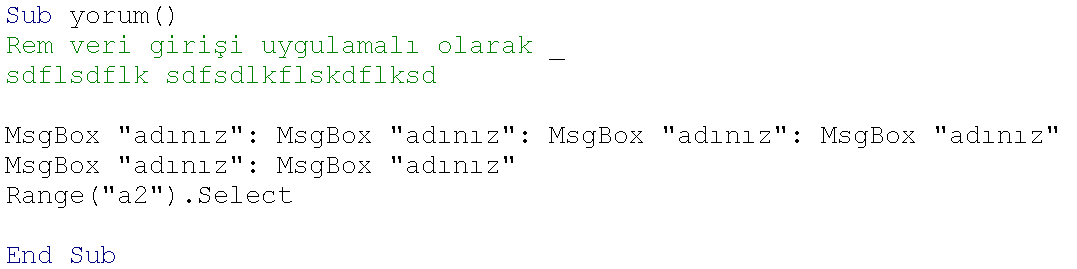 Sub yorum()
Rem veri girişi uygulamalı olarak _
sdflsdflk sdfsdlkflskdflksd
MsgBox "adınız": MsgBox "adınız": MsgBox "adınız": MsgBox "adınız"
MsgBox "adınız": MsgBox "adınız"
Range("a2").Select
End Sub